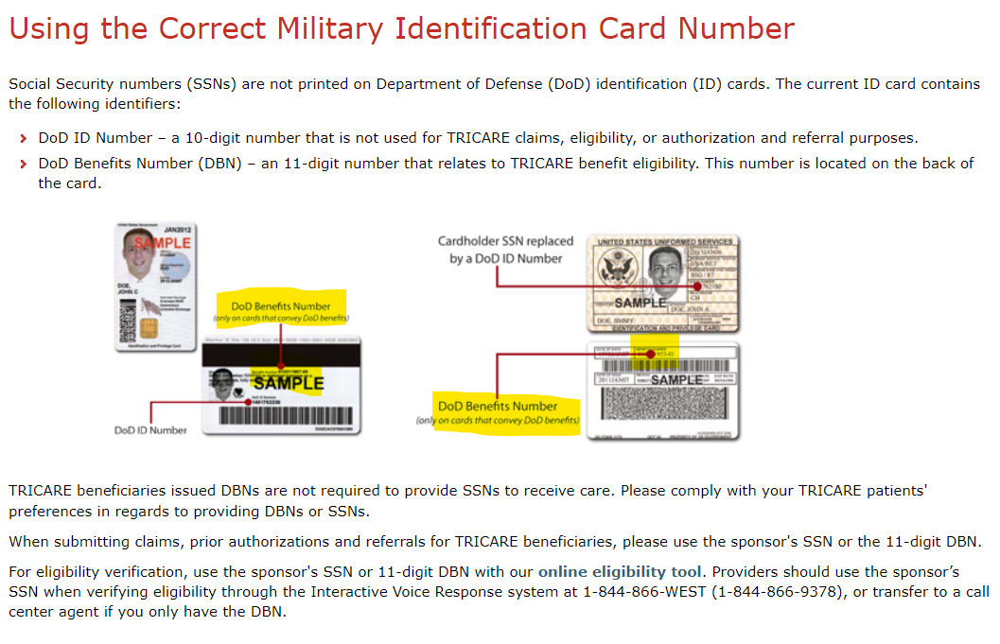 Using the Correct Military Identification Card Number
Social Security numbers (SSNs) are not printed on Department of Defense (DoD) identification (ID) cards. The current ID card contains
the following identifiers:
DoD ID Number – a 10-digit number that is not used for TRICARE claims, eligibility, or authorization and referral purposes.
DoD Benefits Number (DBN) – an 11-digit number that relates to TRICARE benefit eligibility. This number is located on the back of
the card.
JAN2012
SAMPLE
DOE,
JOHN C
Identification and Privilege Card
DoD Benefits Number
(only on cards that convey DoD benefits)
SAMPLE
DoD ID Number
Cardholder SSN replaced
by a DoD ID Number
UNITED STATES UNIFORMED SERVICES
SAMPLE
DOE, JOHN A
DOE, JIMMY
IDENTIFICATION AND PRIVILEGE CARD
2011JAN07
SAMPLE
DoD Benefits Number
(only on cards that convey DoD benefits)
TRICARE beneficiaries issued DBNs are not required to provide SSNs to receive care. Please comply with your TRICARE patients'
preferences in regards to providing DBNs or SSNs.
When submitting claims, prior authorizations and referrals for TRICARE beneficiaries, please use the sponsor's SSN or the 11-digit DBN.
For eligibility verification, use the sponsor's SSN or 11-digit DBN with our online eligibility tool. Providers should use the sponsor’s
SSN when verifying eligibility through the Interactive Voice Response system at 1-844-866-WEST (1-844-866-9378), or transfer to a call
center agent if you only have the DBN.